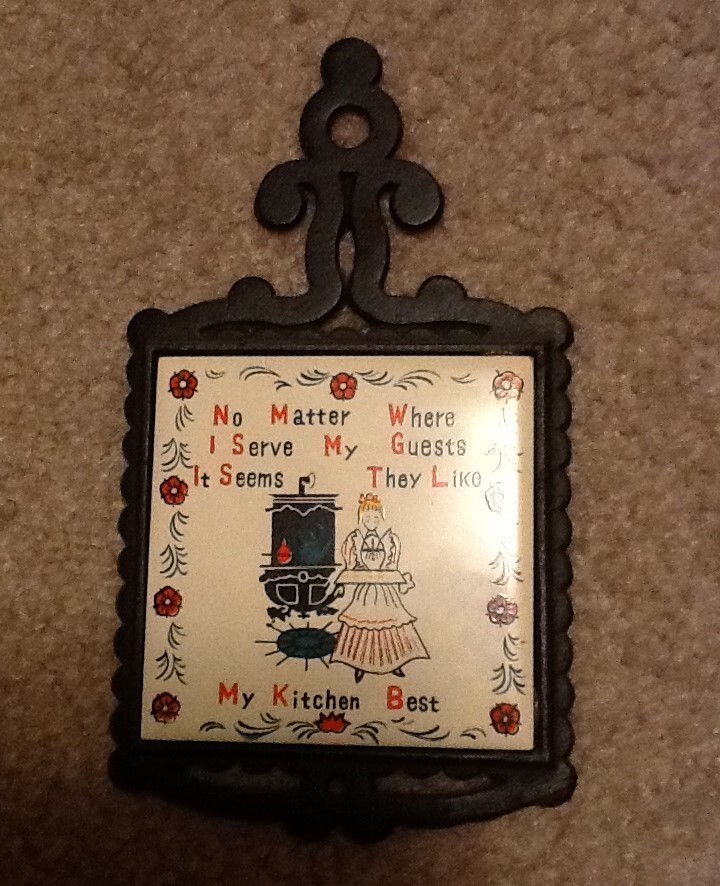 No Matter Where
I Serve My Guests
It Seems They Like
My Kitchen Best